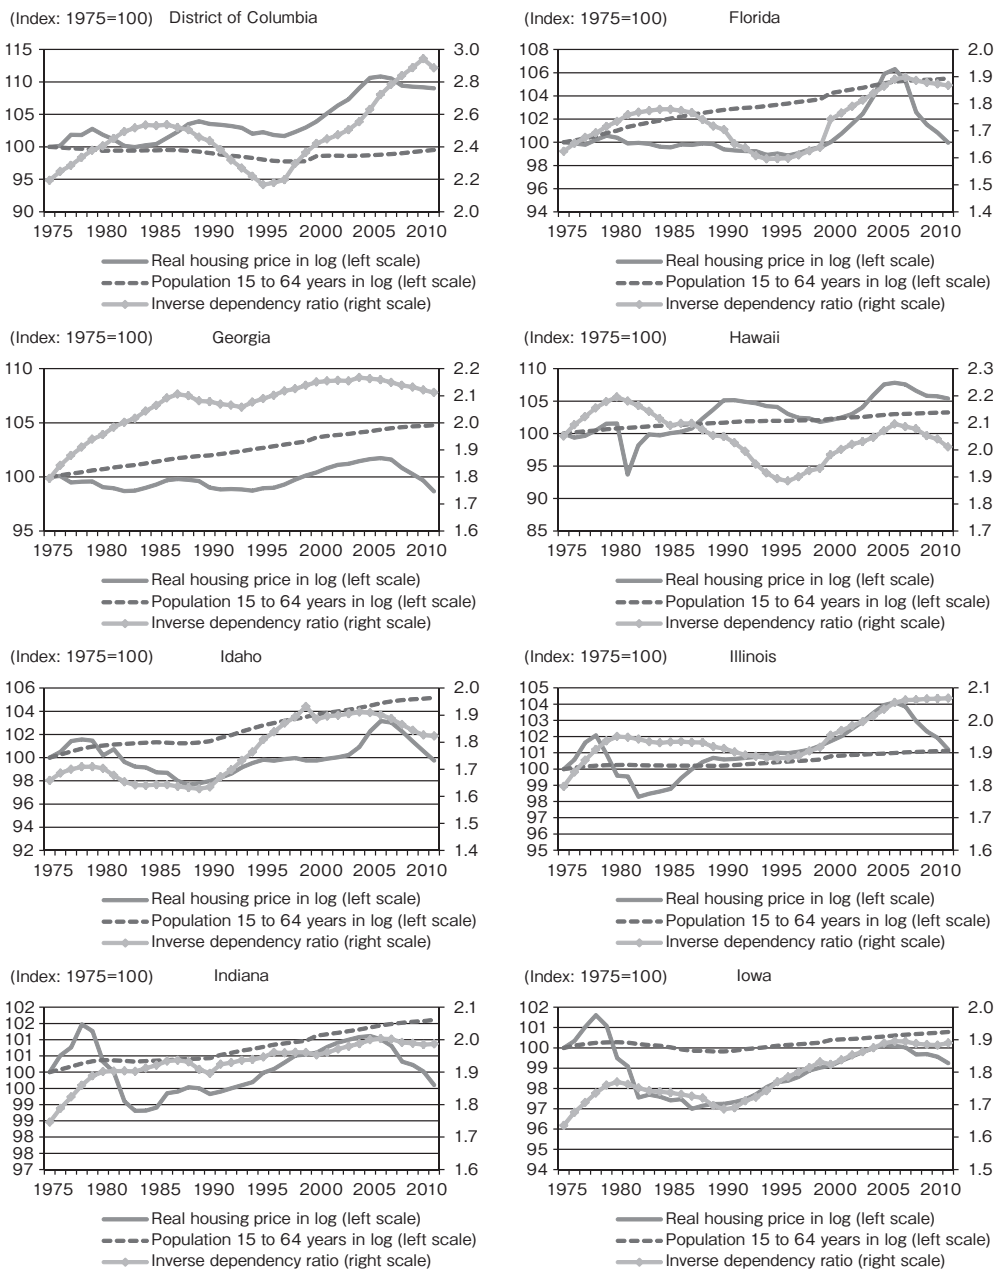 (Index: 1975=100) District of Columbia
115 3.0
110 2.8
105 2.6
100 2.4
95 2.2
90 2.0
1975 1980 1985 1990 1995 2000 2005 2010
Real housing price in log (left scale)
Population 15 to 64 years in log (left scale)
Inverse dependency ratio (right scale)
(Index: 1975=100) Florida
108 2.0
106 1.9
104 1.8
102 1.7
100 1.6
98 1.5
96 1.4
94
1975 1980 1985 1990 1995 2000 2005 2010
Real housing price in log (left scale)
Population 15 to 64 years in log (left scale)
Inverse dependency ratio (right scale)
(Index: 1975=100) Georgia
110 2.2
105 2.1
100 2.0
95 1.9
1.8
1.7
1.6
1975 1980 1985 1990 1995 2000 2005 2010
Real housing price in log (left scale)
Population 15 to 64 years in log (left scale)
Inverse dependency ratio (right scale)
(Index: 1975=100) Hawaii
110 2.3
105 2.2
100 2.1
95 2.0
90 1.9
85 1.8
1.7
1975 1980 1985 1990 1995 2000 2005 2010
Real housing price in log (left scale)
Population 15 to 64 years in log (left scale)
Inverse dependency ratio (right scale)
(Index: 1975=100) Idaho
106 2.0
104 1.9
102 1.8
100 1.7
98 1.6
96 1.5
94 1.4
92
1975 1980 1985 1990 1995 2000 2005 2010
Real housing price in log (left scale)
Population 15 to 64 years in log (left scale)
Inverse dependency ratio (right scale)
(Index: 1975=100) Illinois
105 2.1
104 2.0
103 1.9
102 1.8
101 1.7
100 1.6
99
98
97
96
95
1975 1980 1985 1990 1995 2000 2005 2010
Real housing price in log (left scale)
Population 15 to 64 years in log (left scale)
Inverse dependency ratio (right scale)
(Index: 1975=100) Indiana
102 2.1
102 2.0
101 1.9
101 1.8
100 1.7
100 1.6
99
99
98
98
97
1975 1980 1985 1990 1995 2000 2005 2010
Real housing price in log (left scale)
Population 15 to 64 years in log (left scale)
Inverse dependency ratio (right scale)
(Index: 1975=100) Iowa
102 2.0
101 1.9
100 1.8
99 1.7
98 1.6
97 1.5
96
95
94
1975 1980 1985 1990 1995 2000 2005 2010
Real housing price in log (left scale)
Population 15 to 64 years in log (left scale)
Inverse dependency ratio (right scale)